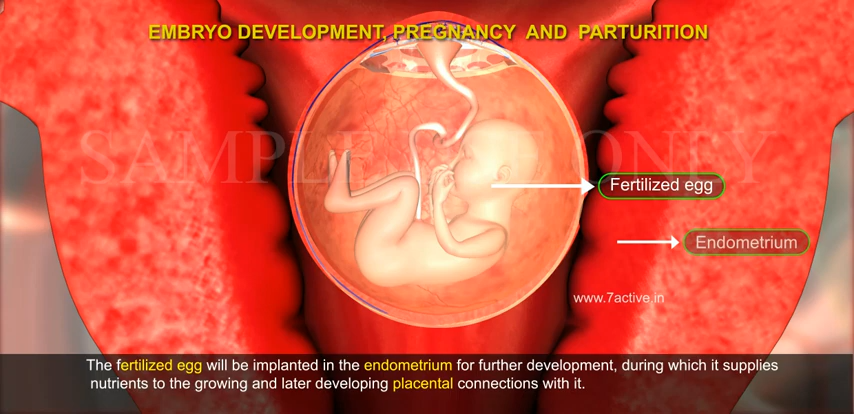 EMBRYO DEVELOPMENT, PREGNANCY AND PARTURITION
SAMPLE ONLY
Fertilized egg
Endometrium
www.7active.in
The fertilized egg will be implanted in the endometrium for further development, during which it supplies
nutrients to the growing and later developing placental connections with it.